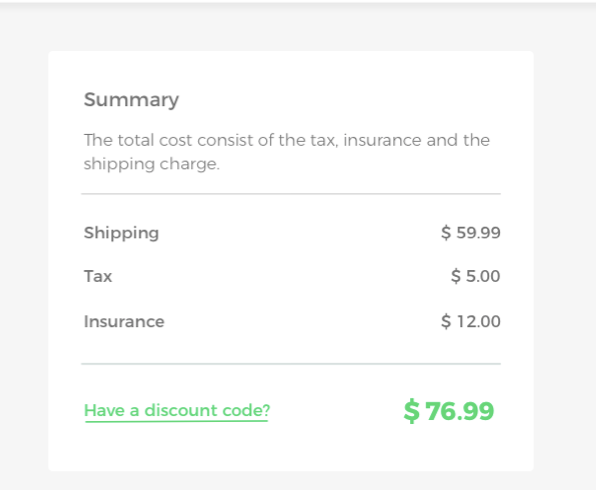 Summary
The total cost consist of the tax, insurance and the
shipping charge.
Shipping $ 59.99
Tax $ 5.00
Insurance $ 12.00
Have a discount code? $ 76.99